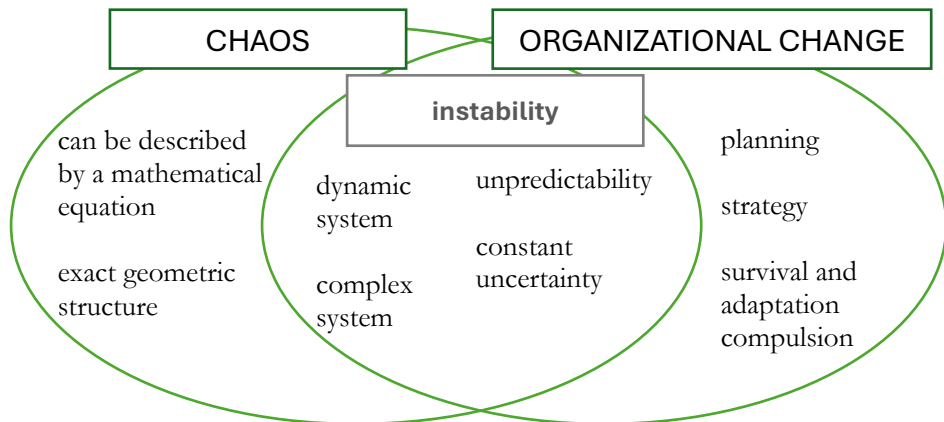 CHAOS
ORGANIZATIONAL CHANGE
instability
can be described
by a mathematical
equation
exact geometric
structure
dynamic
system
complex
system
unpredictability
constant
uncertainty
planning
strategy
survival and
adaptation
compulsion